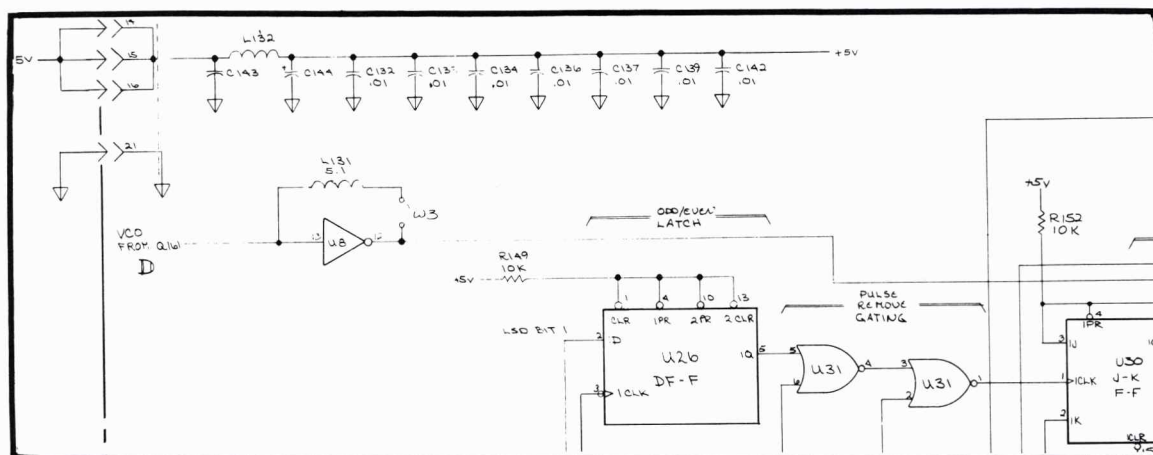 14
5V
15
16
21
L132
C143
+
C144
C132
.01
.01
C134
.01
C136
.01
C137
.01
C139
.01
C142
.01
+5V
L131
5.1
W3
VCO
FROM Q161
D
13
U8
12
ODD/EVEN
LATCH
R149
10K
+5V
1
4
10
13
CLR
1PR
2PR
2 CLR
LSD BIT 1
2
D
U26
DF-F
1Q
5
3
1CLK
PULSE
REMOVE
GATING
5
6
U31
4
3
2
U31
1
+5V
R152
10K
4
1PR
3
1J
U30
J-K
F-F
1
1CLK
2
1K
1CLR